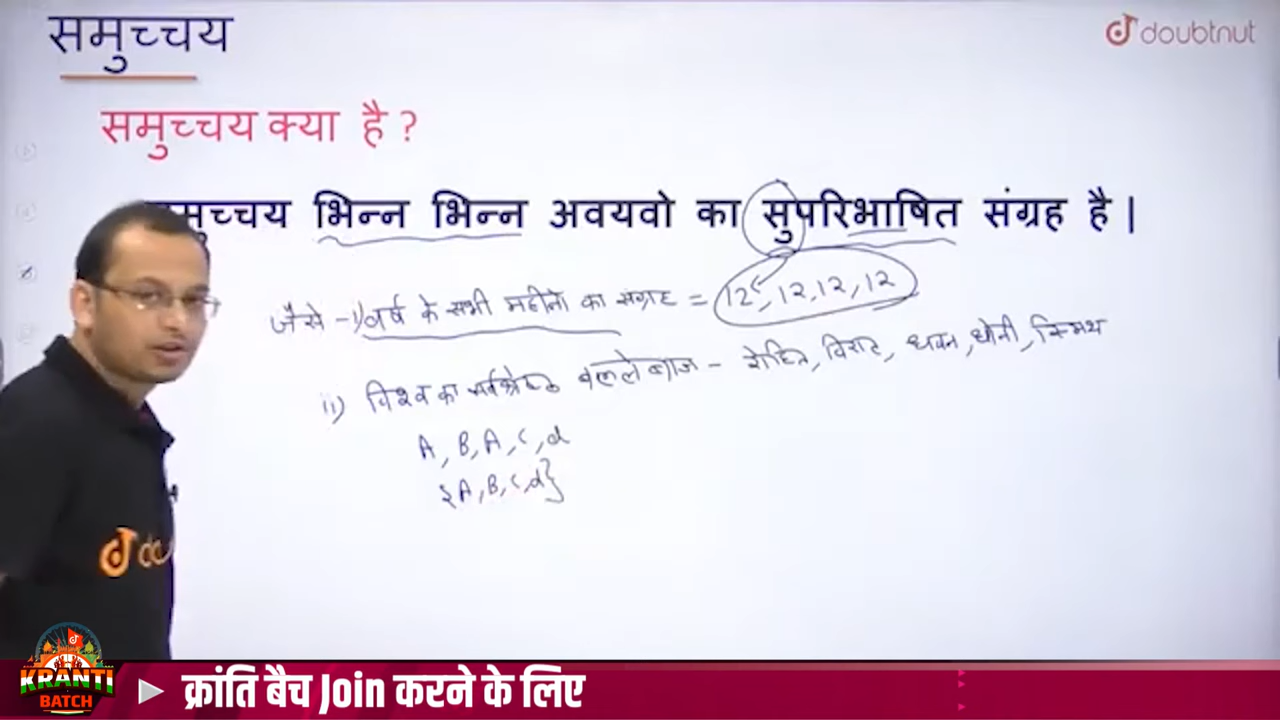 समुच्चय
doubtnut
समुच्चय क्या है ?
समुच्चय भिन्न भिन्न अवयवो का सुपरिभाषित संग्रह है |
जैसे - i) वर्ष के सभी महीनो का संग्रह = 12, 12, 12, 12
ii) विश्व का सर्वश्रेष्ठ बल्लेबाज - रोहित, विराट, धवन, धोनी, स्मिथ
A, B, A, C, d
{A, B, C, d}
KRANTI
BATCH
क्रांति बैच Join करने के लिए